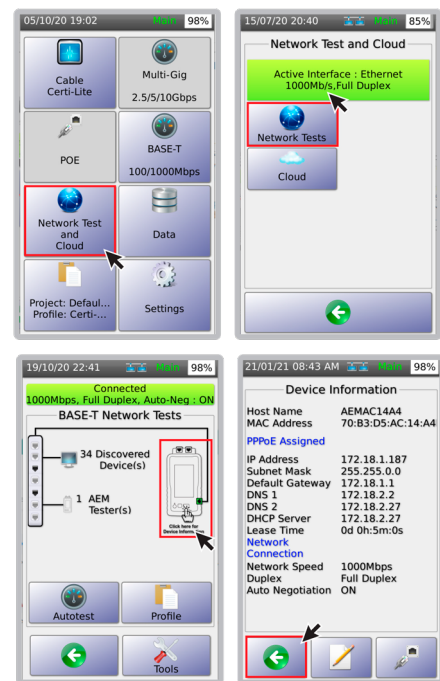 05/10/20 19:02 Main 98%
Cable
Certi-Lite
Multi-Gig
2.5/5/10Gbps
POE
BASE-T
100/1000Mbps
Network Test
and
Cloud
Data
Project: Defaul...
Profile: Certi-...
Settings
15/07/20 20:40 Main 85%
Network Test and Cloud
Active Interface : Ethernet
1000Mb/s,Full Duplex
Network Tests
Cloud
19/10/20 22:41 Main 98%
Connected
1000Mbps, Full Duplex, Auto-Neg : ON
BASE-T Network Tests
34 Discovered
Device(s)
1 AEM
Tester(s)
Click here for
Device
Autotest
Profile
Tools
21/01/21 08:43 AM Main 98%
Device Information
Host Name AEMAC14A4
MAC Address 70:B3:D5:AC:14:A4
PPPoE Assigned
IP Address 172.18.1.187
Subnet Mask 255.255.0.0
Default Gateway 172.18.1.1
DNS 1 172.18.2.2
DNS 2 172.18.2.27
DHCP Server 172.18.2.27
Lease Time 0d 0h:5m:0s
Network
Connection
Network Speed 1000Mbps
Duplex Full Duplex
Auto Negotiation ON